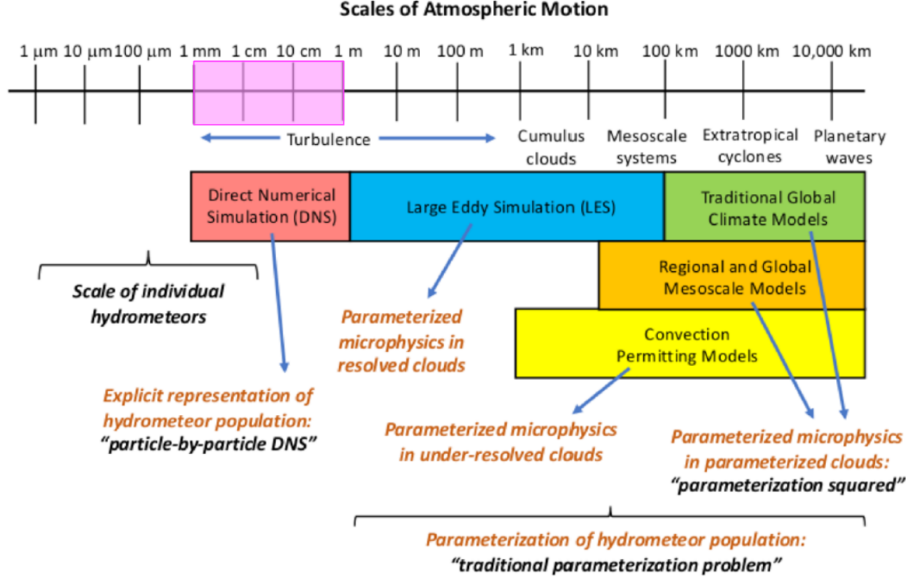 Scales of Atmospheric Motion
1 μm 10 μm 100 μm 1 mm 1 cm 10 cm 1 m 10 m 100 m 1 km 10 km 100 km 1000 km 10,000 km
Turbulence
Cumulus
clouds
Mesoscale
systems
Extratropical
cyclones
Planetary
waves
Direct Numerical
Simulation (DNS)
Large Eddy Simulation (LES)
Traditional Global
Climate Models
Regional and Global
Mesoscale Models
Convection
Permitting Models
Scale of individual
hydrometeors
Parameterized
microphysics in
resolved clouds
Explicit representation of
hydrometeor population:
“particle-by-particle DNS”
Parameterized microphysics
in under-resolved clouds
Parameterized microphysics
in parameterized clouds:
“parameterization squared”
Parameterization of hydrometeor population:
“traditional parameterization problem”